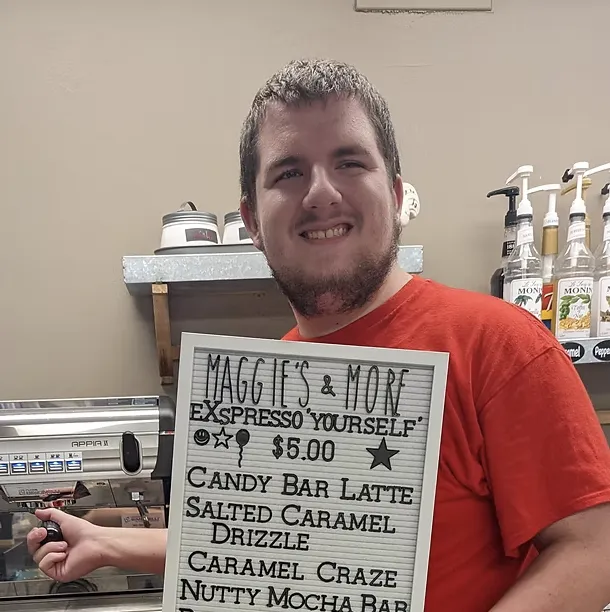 MAGGIE'S & MORE
eXsPRESSO 'YOURSELF'
$5.00
CANDY BAR LATTE
SALTED CARAMEL
DRIZZLE
CARAMEL CRAZE
NUTTY MOCHA BAR
APPIA II
MONIN
MONIN